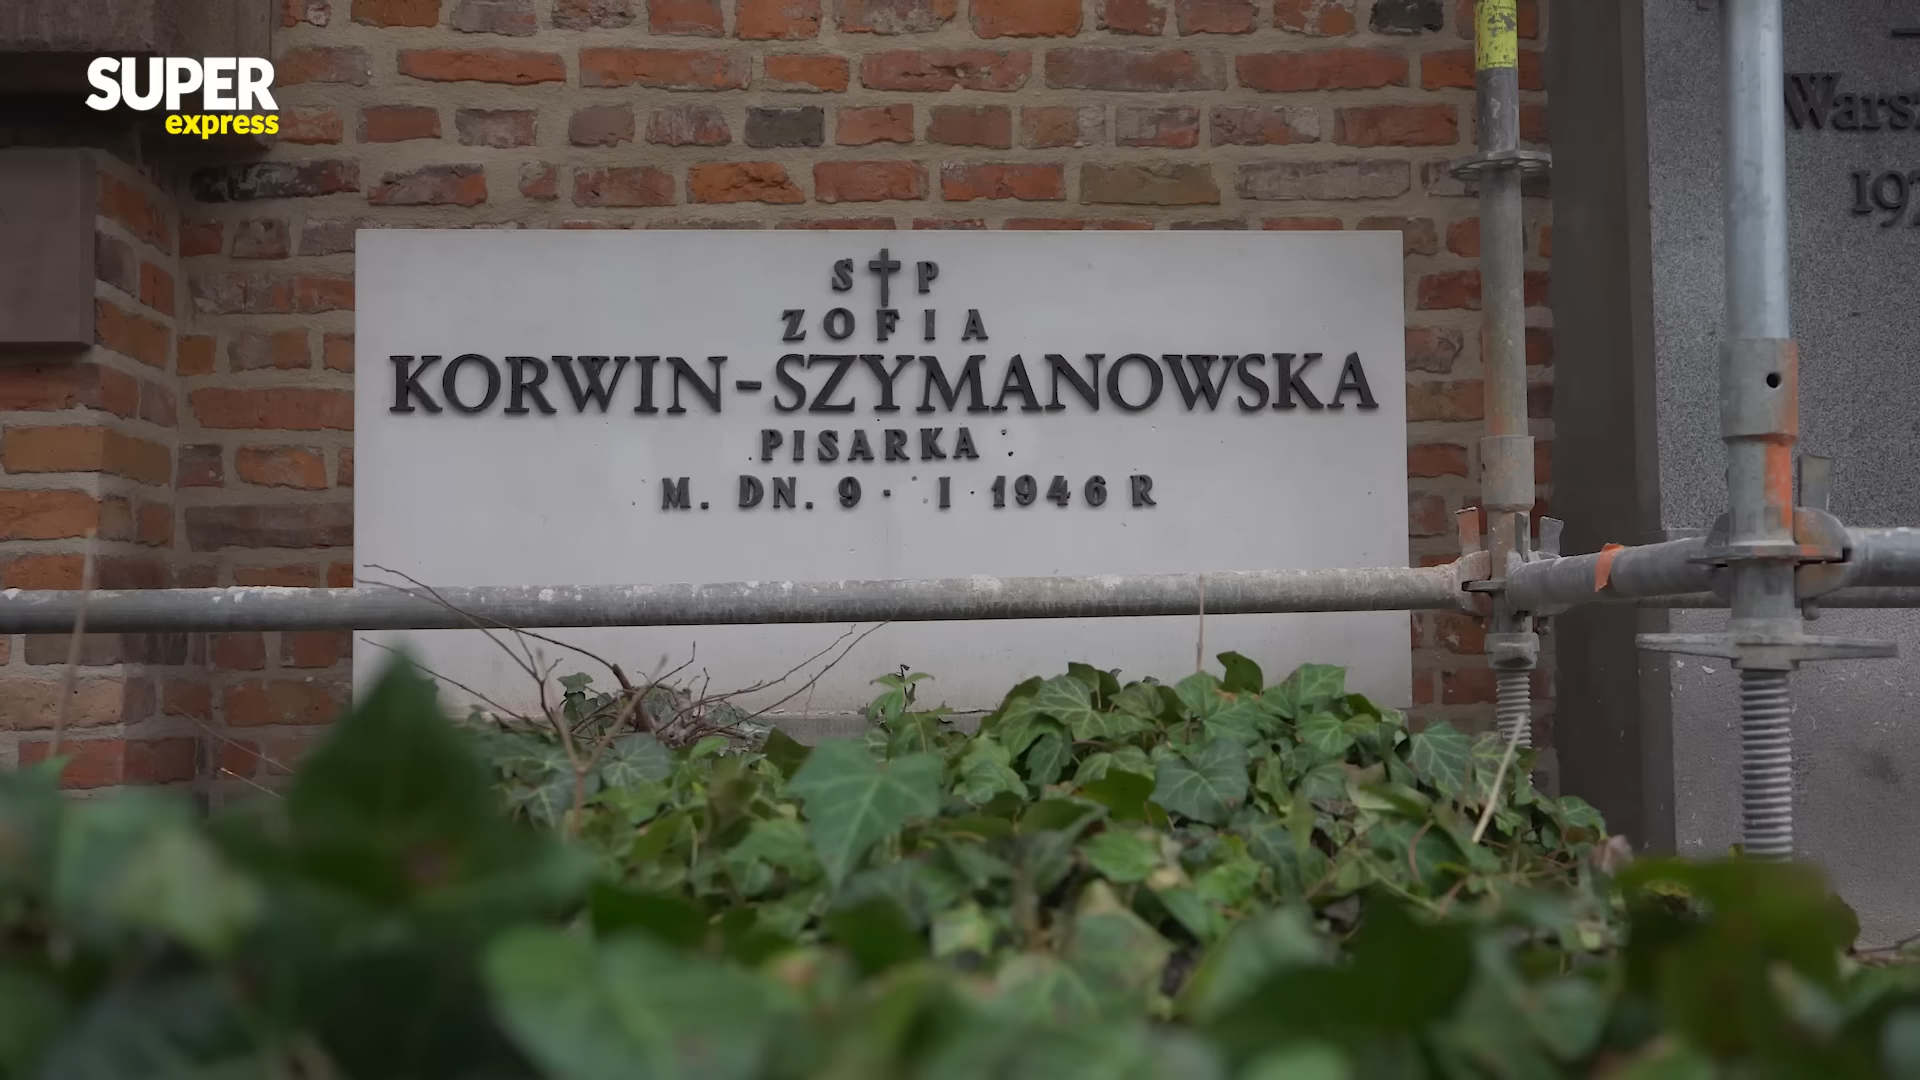 SUPER
express
S✝P
ZOFIA
KORWIN-SZYMANOWSKA
PISARKA
M. DN. 9 · I · 1946 R